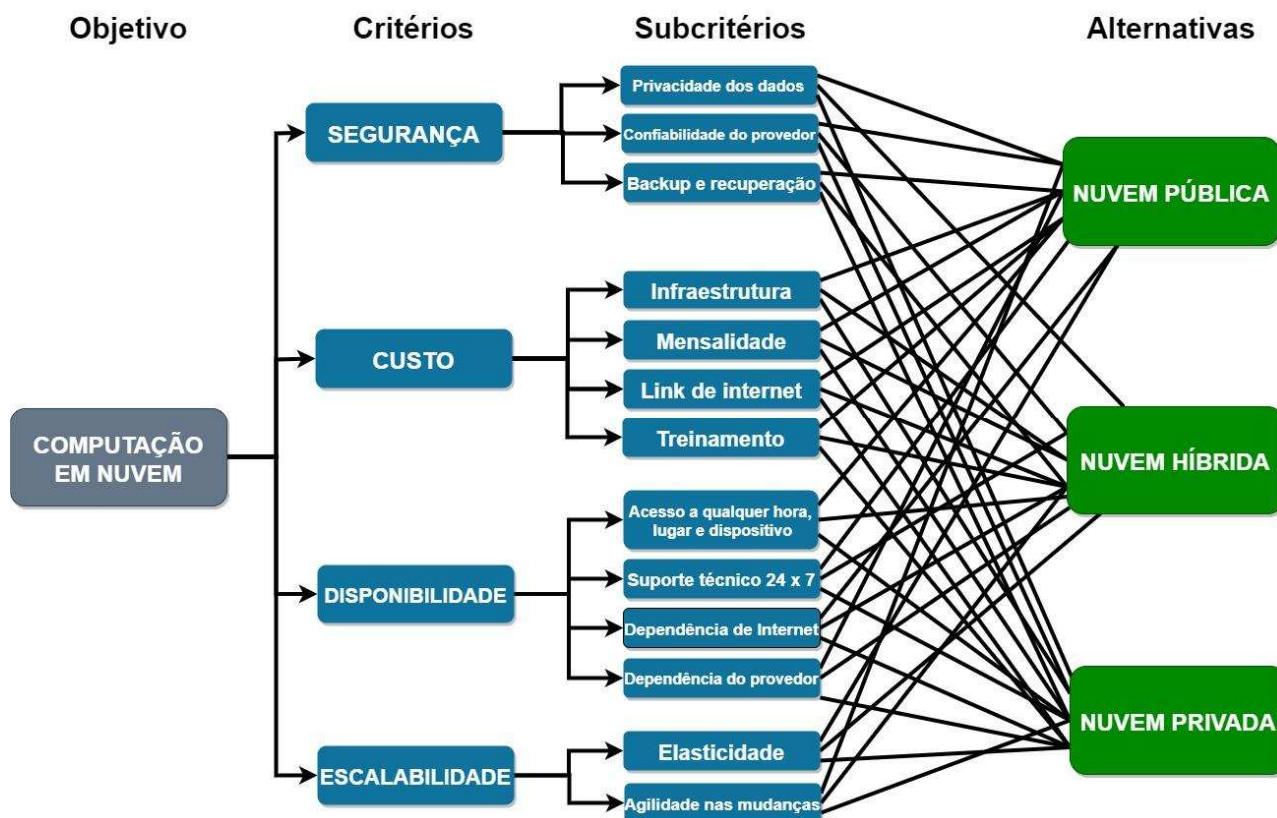 Objetivo
Critérios
Subcritérios
Alternativas
COMPUTAÇÃO
EM NUVEM
SEGURANÇA
Privacidade dos dados
Confiabilidade do provedor
Backup e recuperação
CUSTO
Infraestrutura
Mensalidade
Link de internet
Treinamento
DISPONIBILIDADE
Acesso a qualquer hora,
lugar e dispositivo
Suporte técnico 24 x 7
Dependência de Internet
Dependência do provedor
ESCALABILIDADE
Elasticidade
Agilidade nas mudanças
NUVEM PÚBLICA
NUVEM HÍBRIDA
NUVEM PRIVADA